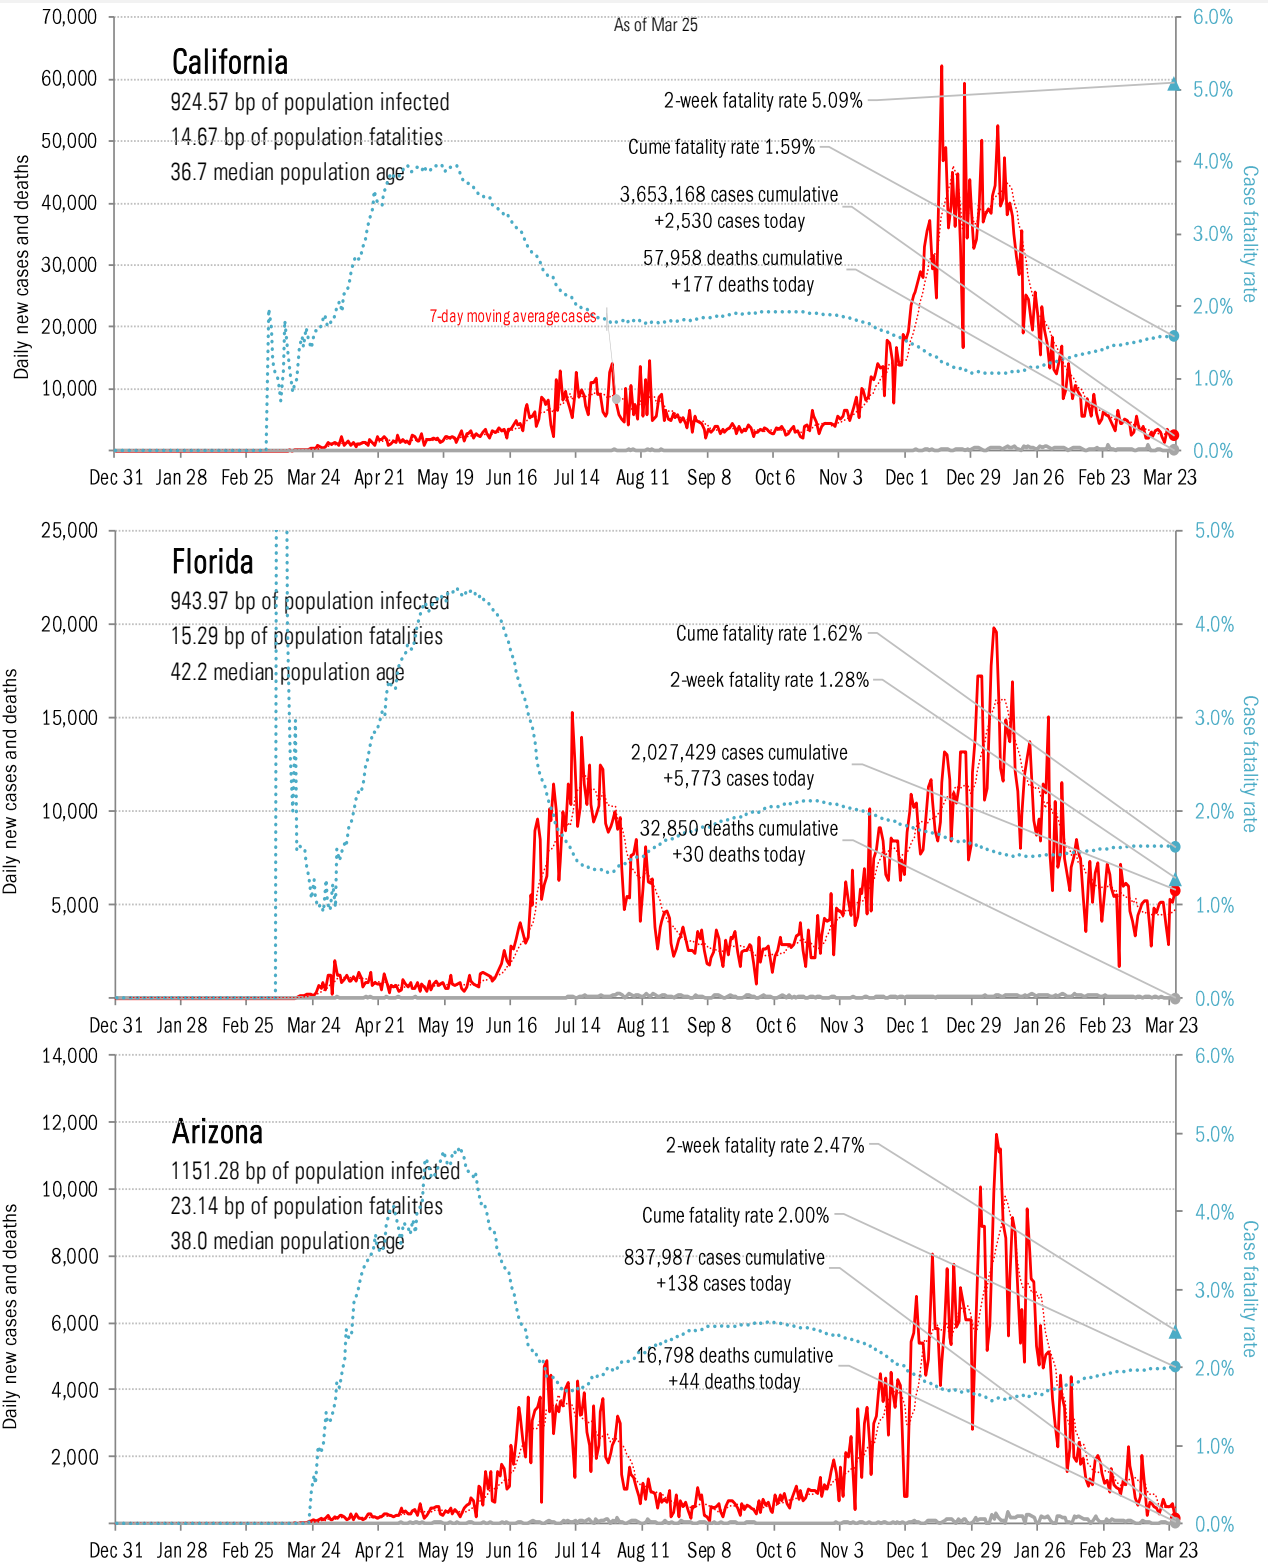 As of Mar 25
California
924.57 bp of population infected
14.67 bp of population fatalities
36.7 median population age
2-week fatality rate 5.09%
Cume fatality rate 1.59%
3,653,168 cases cumulative
+2,530 cases today
57,958 deaths cumulative
+177 deaths today
7-day moving average cases
Daily new cases and deaths
70,000
60,000
50,000
40,000
30,000
20,000
10,000
6.0%
5.0%
4.0%
3.0%
2.0%
1.0%
0.0%
Case fatality rate
Dec 31 Jan 28 Feb 25 Mar 24 Apr 21 May 19 Jun 16 Jul 14 Aug 11 Sep 8 Oct 6 Nov 3 Dec 1 Dec 29 Jan 26 Feb 23 Mar 23
Florida
943.97 bp of population infected
15.29 bp of population fatalities
42.2 median population age
Cume fatality rate 1.62%
2-week fatality rate 1.28%
2,027,429 cases cumulative
+5,773 cases today
32,850 deaths cumulative
+30 deaths today
Daily new cases and deaths
25,000
20,000
15,000
10,000
5,000
5.0%
4.0%
3.0%
2.0%
1.0%
0.0%
Case fatality rate
Dec 31 Jan 28 Feb 25 Mar 24 Apr 21 May 19 Jun 16 Jul 14 Aug 11 Sep 8 Oct 6 Nov 3 Dec 1 Dec 29 Jan 26 Feb 23 Mar 23
Arizona
1151.28 bp of population infected
23.14 bp of population fatalities
38.0 median population age
2-week fatality rate 2.47%
Cume fatality rate 2.00%
837,987 cases cumulative
+138 cases today
16,798 deaths cumulative
+44 deaths today
Daily new cases and deaths
14,000
12,000
10,000
8,000
6,000
4,000
2,000
6.0%
5.0%
4.0%
3.0%
2.0%
1.0%
0.0%
Case fatality rate
Dec 31 Jan 28 Feb 25 Mar 24 Apr 21 May 19 Jun 16 Jul 14 Aug 11 Sep 8 Oct 6 Nov 3 Dec 1 Dec 29 Jan 26 Feb 23 Mar 23